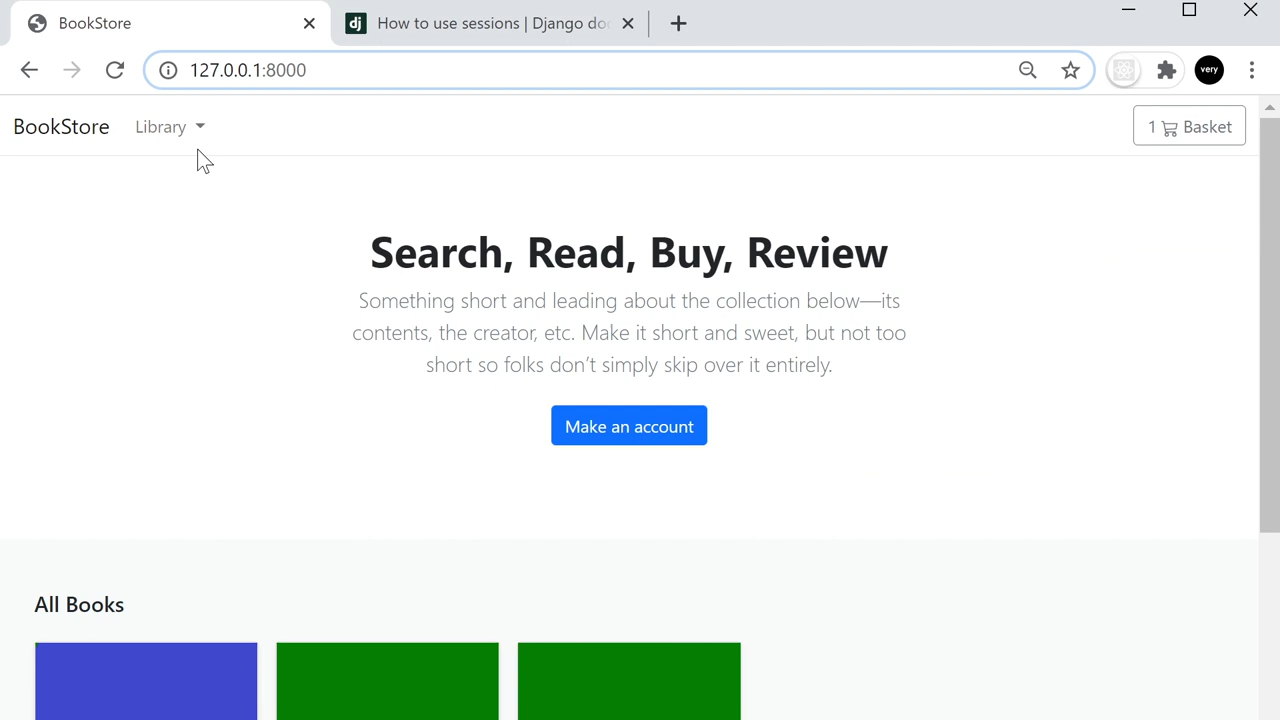 BookStore
How to use sessions | Django do
127.0.0.1:8000
very
BookStore Library
1 Basket
Search, Read, Buy, Review
Something short and leading about the collection below—its
contents, the creator, etc. Make it short and sweet, but not too
short so folks don’t simply skip over it entirely.
Make an account
All Books